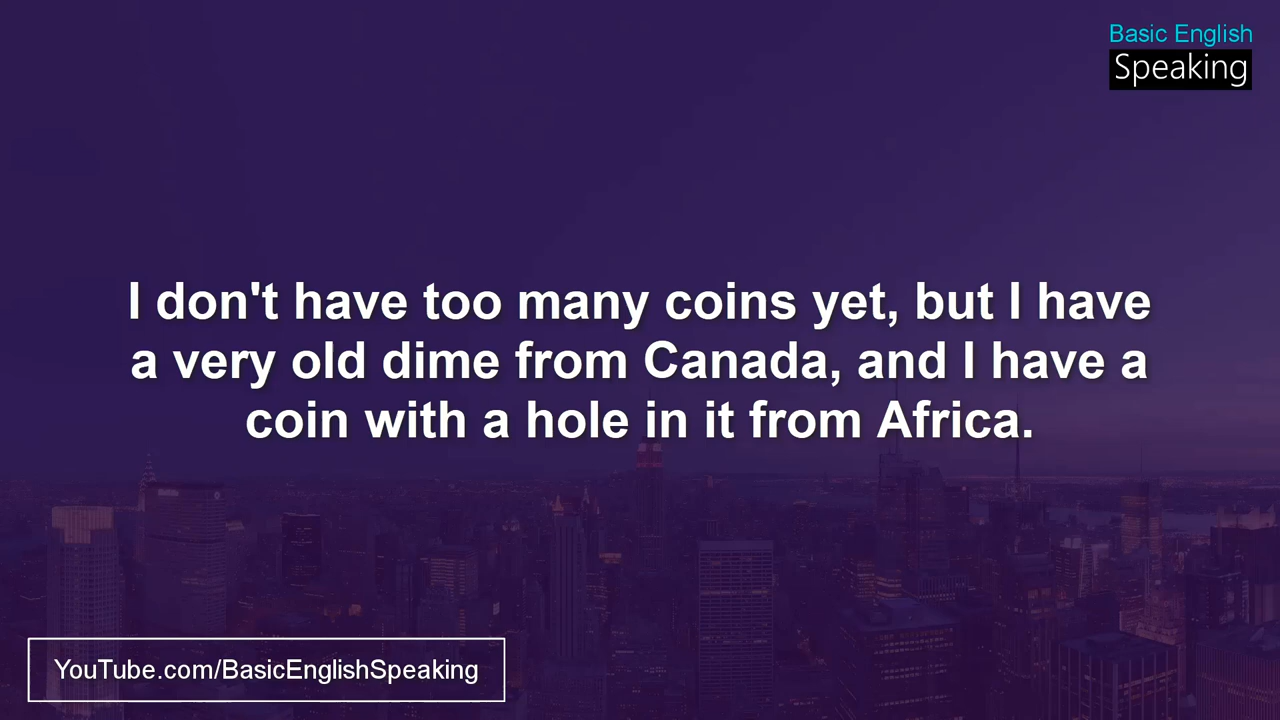 Basic English
Speaking
I don't have too many coins yet, but I have
a very old dime from Canada, and I have a
coin with a hole in it from Africa.
YouTube.com/BasicEnglishSpeaking